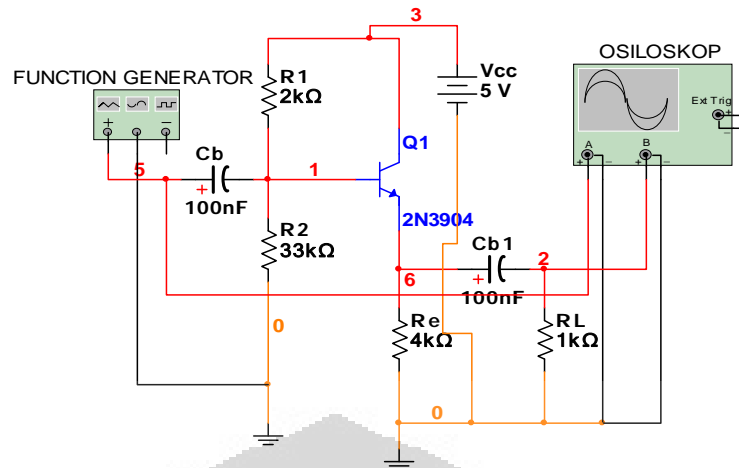 3
OSILOSKOP
FUNCTION GENERATOR
R1
2kΩ
Vcc
5 V
Ext Trig
+
−
+
−
Q1
A
B
+
−
+
−
5
Cb
+
100nF
1
2N3904
R2
33kΩ
Cb1
+
100nF
6
2
0
Re
4kΩ
RL
1kΩ
0